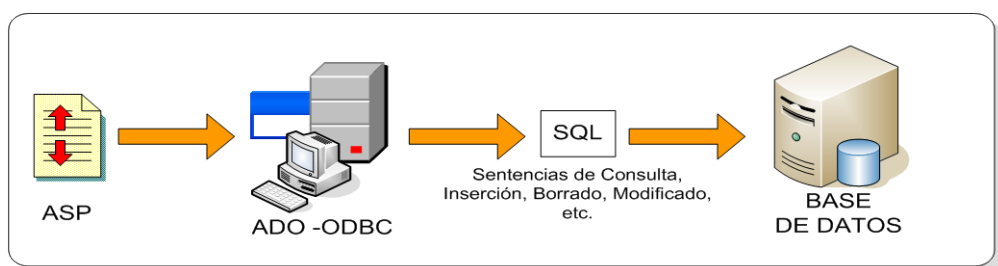 ASP
ADO -ODBC
SQL
Sentencias de Consulta,
Inserción, Borrado, Modificado,
etc.
BASE
DE DATOS